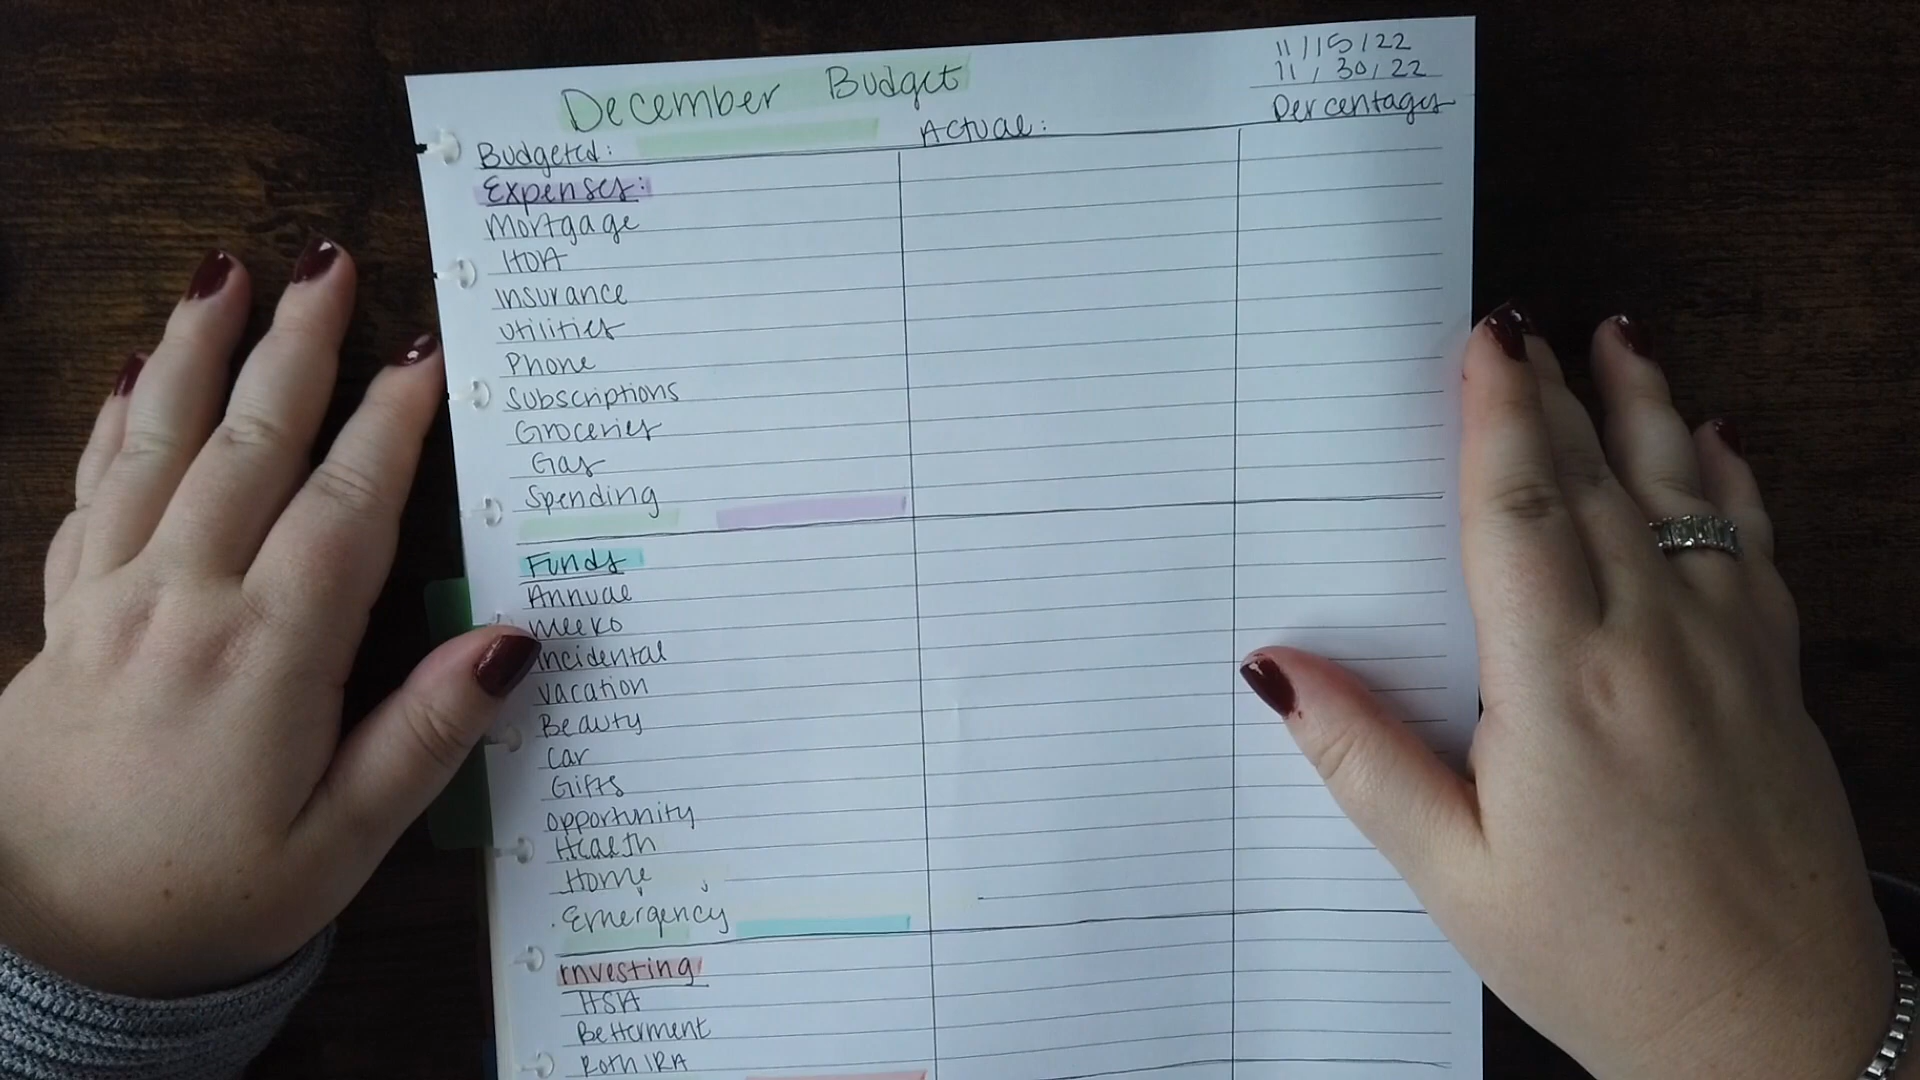 11/15/22
December Budget
11/30/22
Budgeted: Actual: Percentages
Expenses:
Mortgage
HOA
insurance
utilities
Phone
Subscriptions
Groceries
Gas
Spending
Funds
Annual
Meeko
incidental
vacation
Beauty
Car
Gifts
opportunity
Health
Home
Emergency
investing
HSA
Betterment
Roth IRA